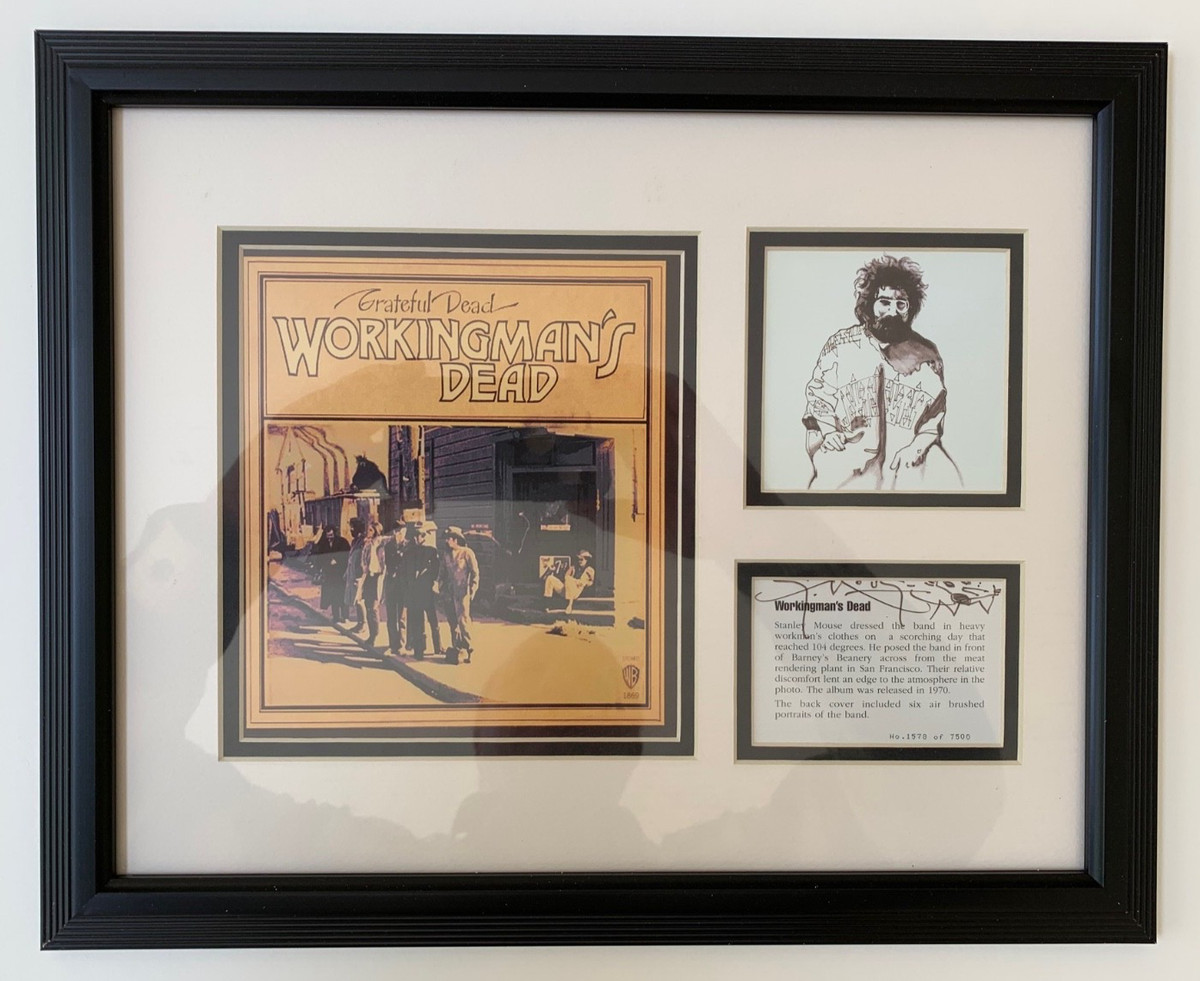 Grateful Dead
WORKINGMAN'S
DEAD
WB
1869
Workingman's Dead
Stanley Mouse dressed the band in heavy
workman's clothes on a scorching day that
reached 104 degrees. He posed the band in front
of Barney's Beanery across from the meat
rendering plant in San Francisco. Their relative
discomfort lent an edge to the atmosphere in the
photo. The album was released in 1970.
The back cover included six air brushed
portraits of the band.
No.1578 of 7500